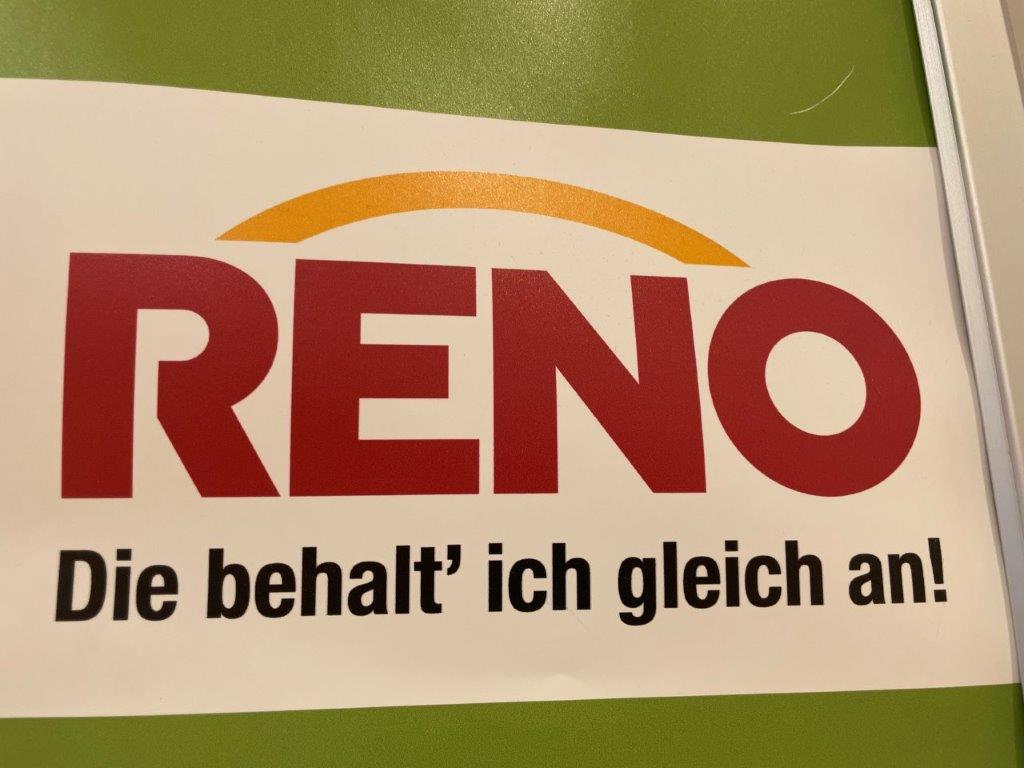 RENO
Die behalt' ich gleich an!